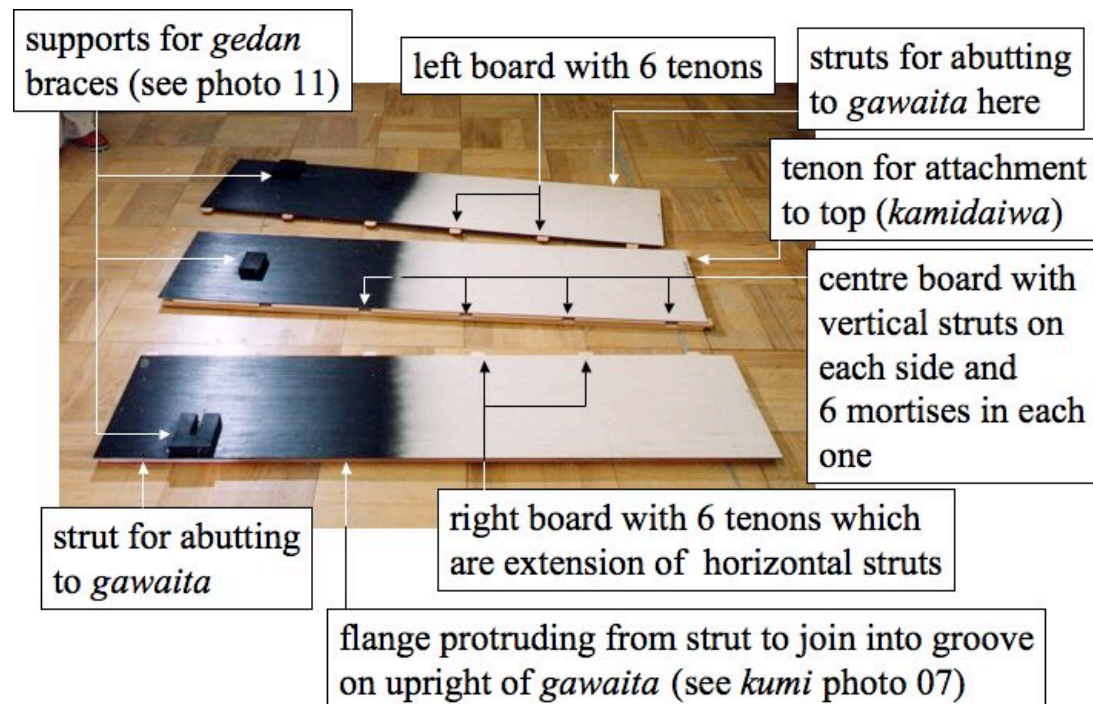 supports for gedan
braces (see photo 11)
left board with 6 tenons
struts for abutting
to gawaita here
tenon for attachment
to top (kamidaiwa)
centre board with
vertical struts on
each side and
6 mortises in each
one
right board with 6 tenons which
are extension of horizontal struts
strut for abutting
to gawaita
flange protruding from strut to join into groove
on upright of gawaita (see kumi photo 07)